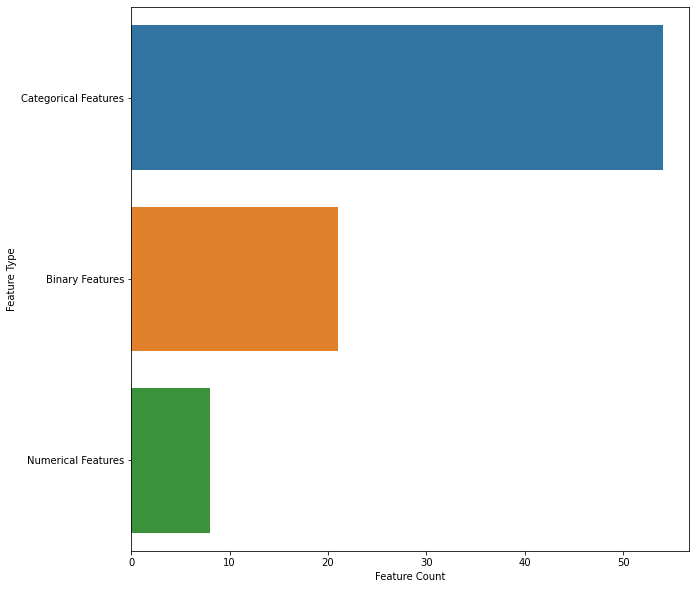 Feature Type
Categorical Features
Binary Features
Numerical Features
0 10 20 30 40 50
Feature Count